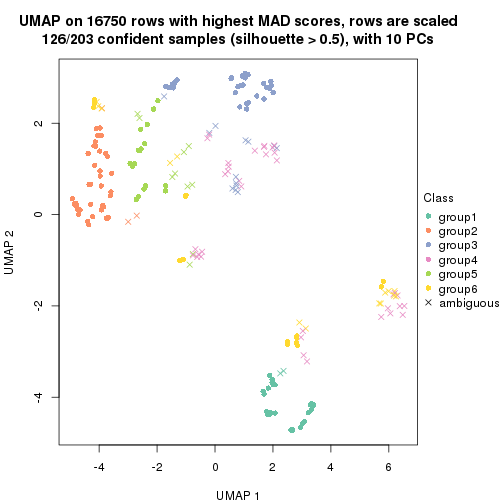 UMAP on 16750 rows with highest MAD scores, rows are scaled
126/203 confident samples (silhouette > 0.5), with 10 PCs
2
0
-2
-4
UMAP 2
-4
-2
0
2
4
6
UMAP 1
Class
group1
group2
group3
group4
group5
group6
ambiguous